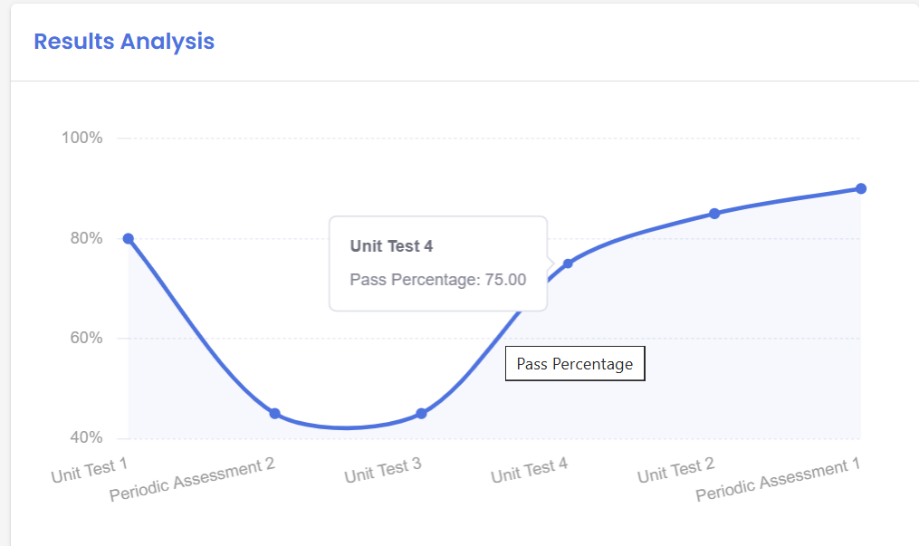 Results Analysis
100%
80%
60%
40%
Unit Test 4
Pass Percentage: 75.00
Pass Percentage
Unit Test 1
Periodic Assessment 2
Unit Test 3
Unit Test 4
Unit Test 2
Periodic Assessment 1